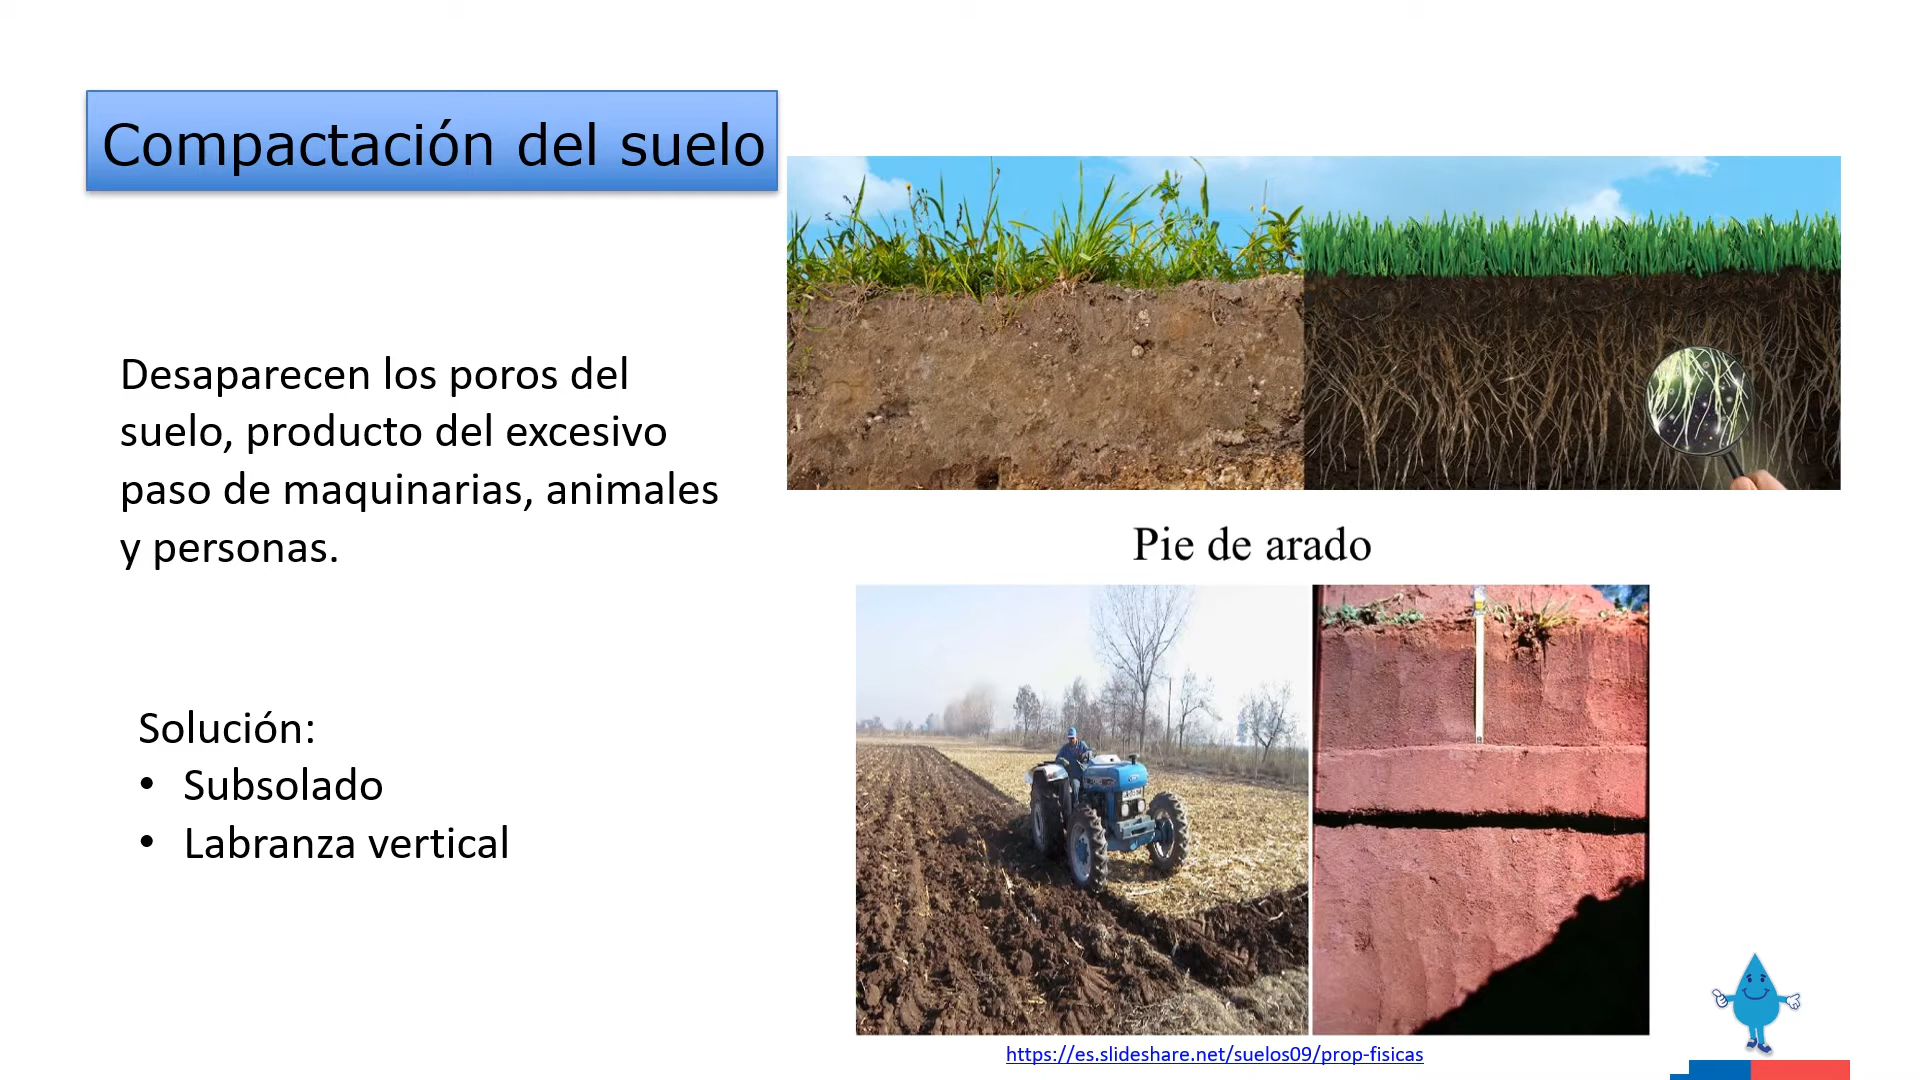 Compactación del suelo
Desaparecen los poros del
suelo, producto del excesivo
paso de maquinarias, animales
y personas.
Solución:
• Subsolado
• Labranza vertical
Pie de arado
https://es.slideshare.net/suelos09/prop-fisicas